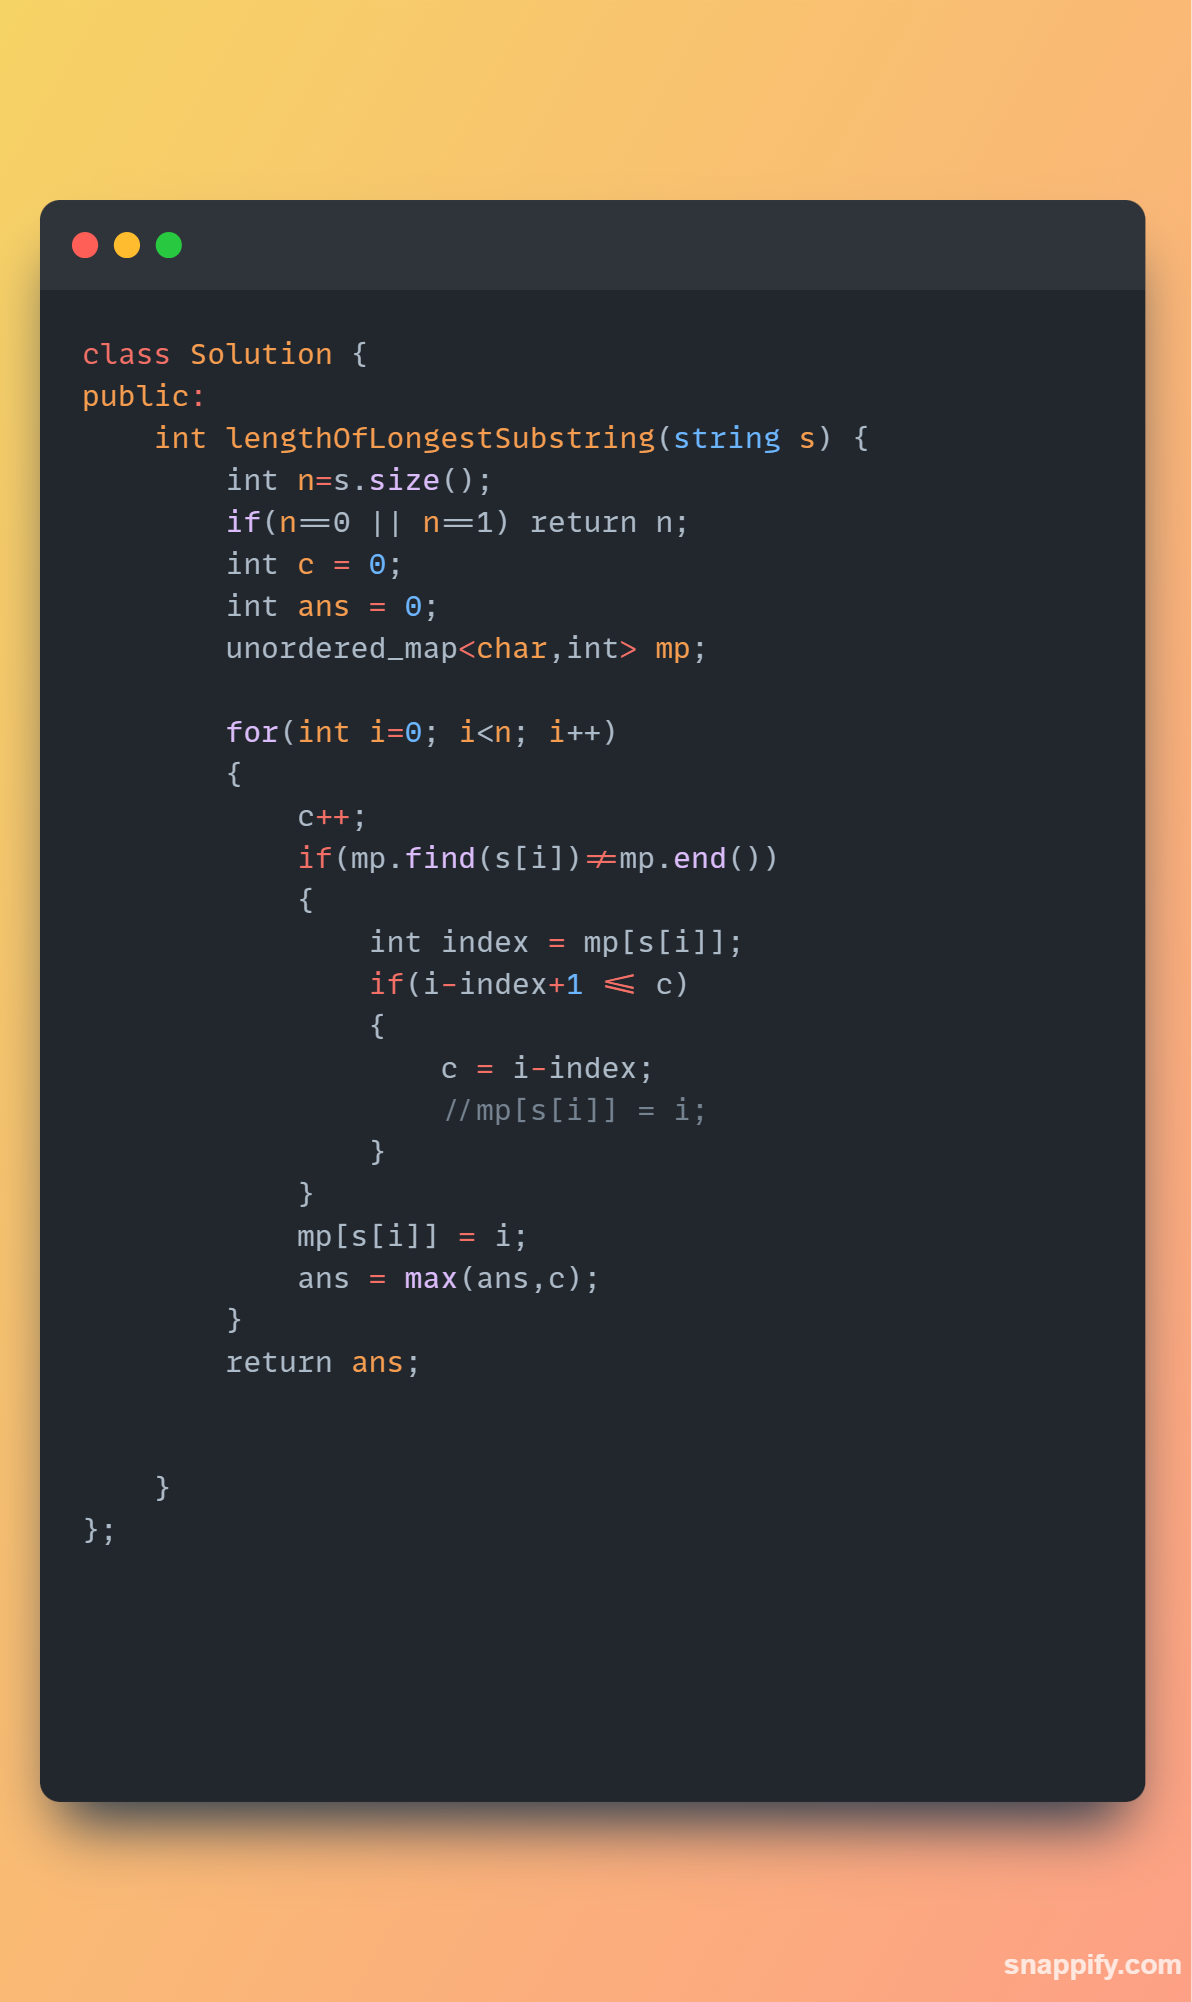 class Solution {
public:
    int lengthOfLongestSubstring(string s) {
        int n=s.size();
        if(n==0 || n==1) return n;
        int c = 0;
        int ans = 0;
        unordered_map<char,int> mp;

        for(int i=0; i<n; i++)
        {
            c++;
            if(mp.find(s[i])!=mp.end())
            {
                int index = mp[s[i]];
                if(i-index+1 <= c)
                {
                    c = i-index;
                    //mp[s[i]] = i;
                }
            }
            mp[s[i]] = i;
            ans = max(ans,c);
        }
        return ans;


    }
};
snappify.com